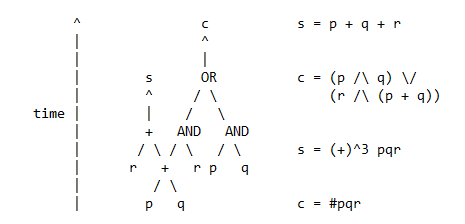 ^               c           s = p + q + r
|               ^
|               |
|        s      OR          c = (p /\ q) \/
|        ^     / \              (r /\ (p + q))
time |        |    /   \
|        +   AND   AND
|       / \ / \   / \       s = (+)^3 pqr
|      r   +   r p   q
|         / \
|        p   q              c = #pqr